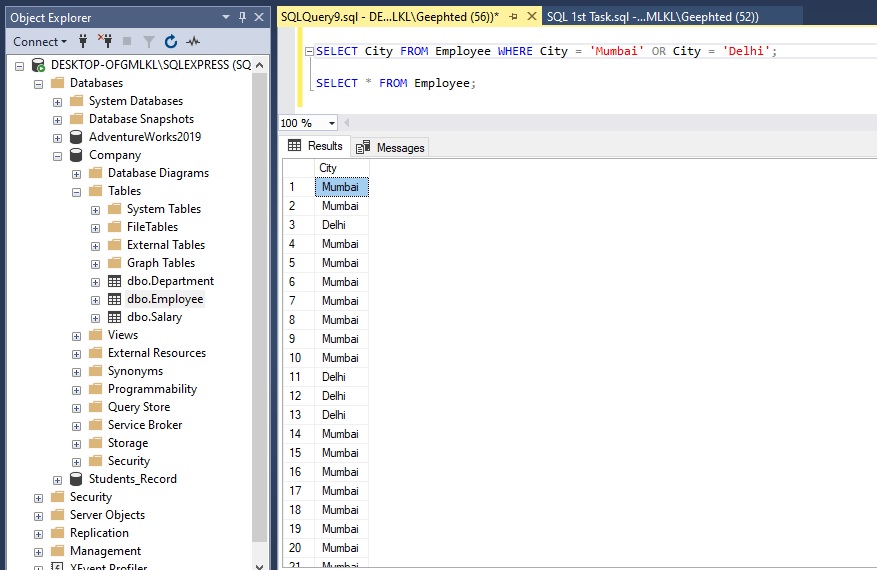 Object Explorer
Connect
DESKTOP-OFGMLKL\SQLEXPRESS (SQ
Databases
System Databases
Database Snapshots
AdventureWorks2019
Company
Database Diagrams
Tables
System Tables
FileTables
External Tables
Graph Tables
dbo.Department
dbo.Employee
dbo.Salary
Views
External Resources
Synonyms
Programmability
Query Store
Service Broker
Storage
Security
Students_Record
Security
Server Objects
Replication
Management
XEvent Profiler
SQLQuery9.sql - DE...LKL\Geephted (56))*
SQL 1st Task.sql -...MLKL\Geephted (52))
SELECT City FROM Employee WHERE City = 'Mumbai' OR City = 'Delhi';
SELECT * FROM Employee;
100 %
Results Messages
City
1 Mumbai
2 Mumbai
3 Delhi
4 Mumbai
5 Mumbai
6 Mumbai
7 Mumbai
8 Mumbai
9 Mumbai
10 Mumbai
11 Delhi
12 Delhi
13 Delhi
14 Mumbai
15 Mumbai
16 Mumbai
17 Mumbai
18 Mumbai
19 Mumbai
20 Mumbai
21 Mumbai